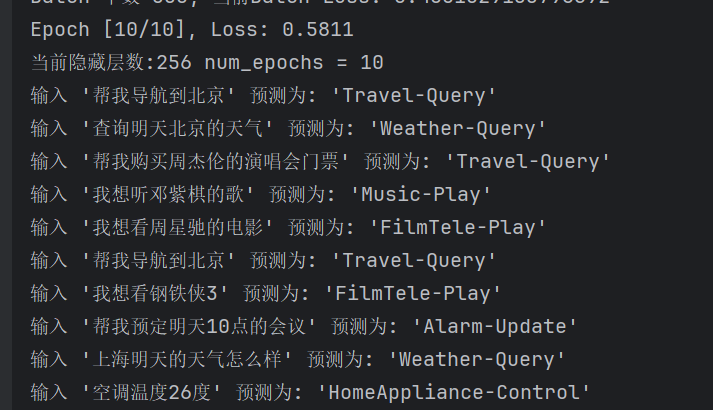 Epoch [10/10], Loss: 0.5811
当前隐藏层数:256 num_epochs = 10
输入 '帮我导航到北京' 预测为: 'Travel-Query'
输入 '查询明天北京的天气' 预测为: 'Weather-Query'
输入 '帮我购买周杰伦的演唱会门票' 预测为: 'Travel-Query'
输入 '我想听邓紫棋的歌' 预测为: 'Music-Play'
输入 '我想看周星驰的电影' 预测为: 'FilmTele-Play'
输入 '帮我导航到北京' 预测为: 'Travel-Query'
输入 '我想看钢铁侠3' 预测为: 'FilmTele-Play'
输入 '帮我预定明天10点的会议' 预测为: 'Alarm-Update'
输入 '上海明天的天气怎么样' 预测为: 'Weather-Query'
输入 '空调温度26度' 预测为: 'HomeAppliance-Control'